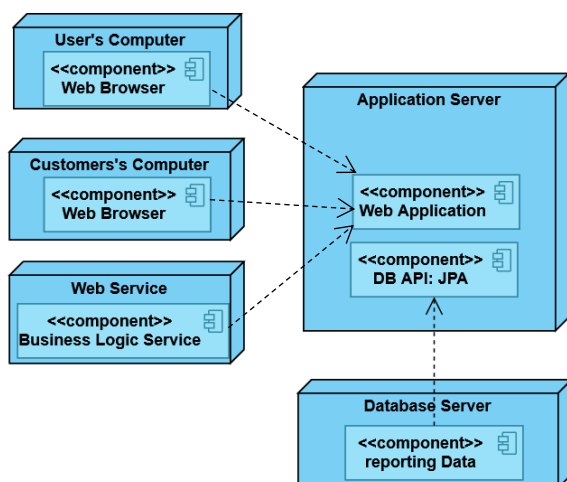 User's Computer
<<component>>
Web Browser
Application Server
Customers's Computer
<<component>>
Web Browser
<<component>>
Web Application
Web Service
<<component>>
Business Logic Service
<<component>>
DB API: JPA
Database Server
<<component>>
reporting Data